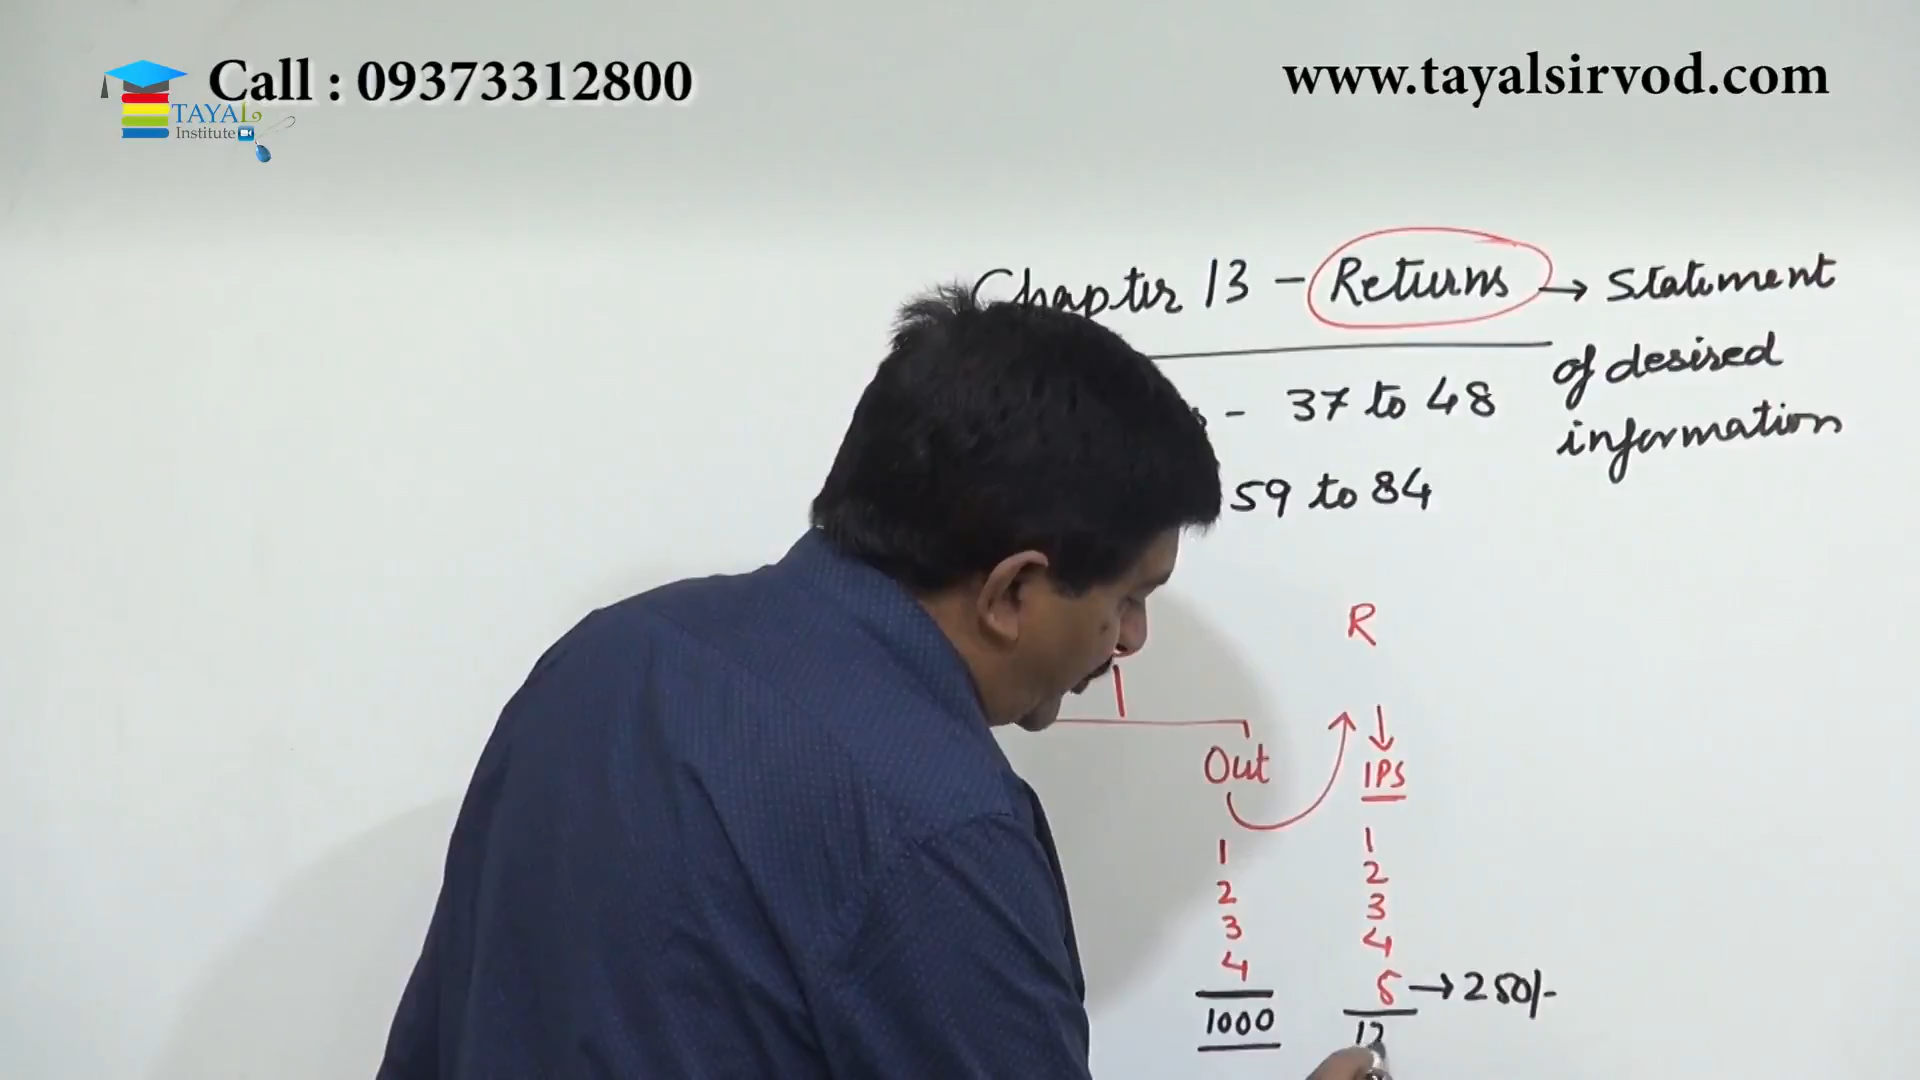 Call : 09373312800
www.tayalsirvod.com
TAYAL
Institute
Chapter 13 - Returns → Statement
of desired
information
- 37 to 48
59 to 84
R
Out
IPS
1
2
3
4
1000
1
2
3
4
5 → 250/-
12